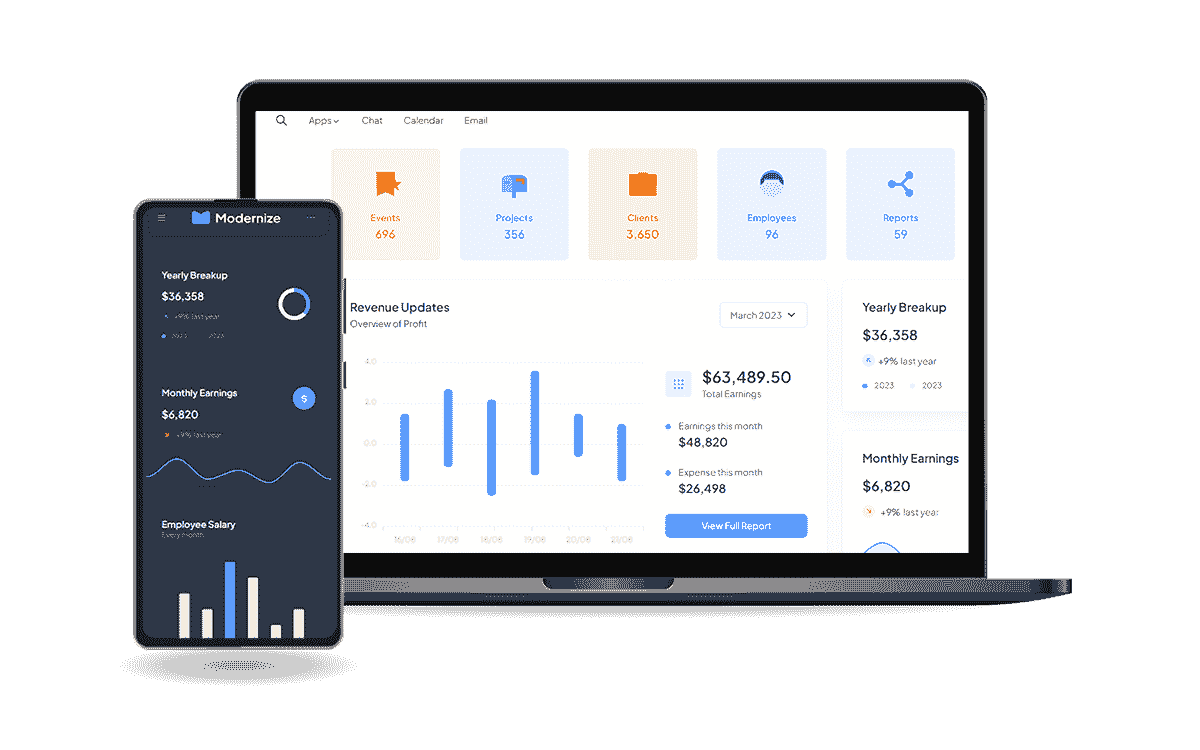 Apps
Chat
Calendar
Email
Events
696
Projects
356
Clients
3,650
Employees
96
Reports
59
Revenue Updates
Overview of Profit
March 2023
4.0
2.0
0.0
-2.0
-4.0
16/08
17/08
18/08
19/08
20/08
21/08
$63,489.50
Total Earnings
Earnings this month
$48,820
Expense this month
$26,498
View Full Report
Yearly Breakup
$36,358
+9% last year
2023
2023
Monthly Earnings
$6,820
+9% last year
Modernize
Yearly Breakup
$36,358
+9% last year
2023
2023
Monthly Earnings
$6,820
+9% last year
Employee Salary
Every month